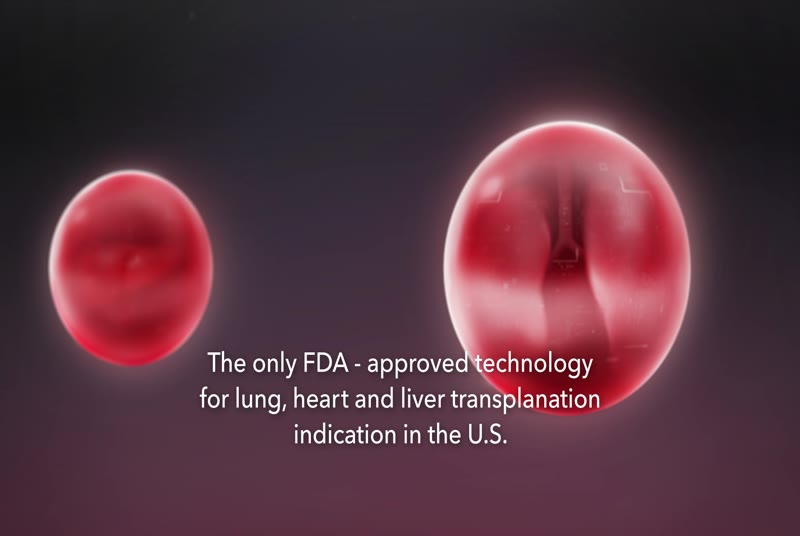 The only FDA - approved technology
for lung, heart and liver transplanation
indication in the U.S.